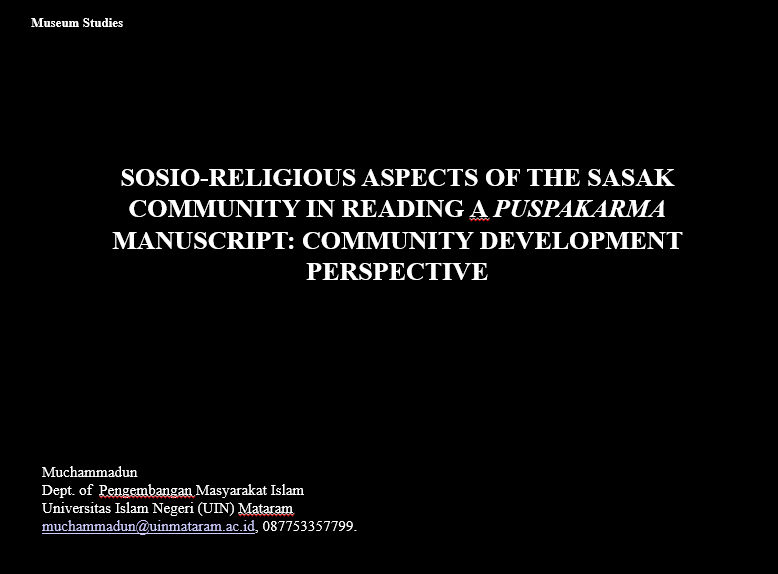 Museum Studies
SOSIO-RELIGIOUS ASPECTS OF THE SASAK
COMMUNITY IN READING A PUSPAKARMA
MANUSCRIPT: COMMUNITY DEVELOPMENT
PERSPECTIVE
Muchammadun
Dept. of Pengembangan Masyarakat Islam
Universitas Islam Negeri (UIN) Mataram
muchammadun@uinmataram.ac.id, 087753357799.